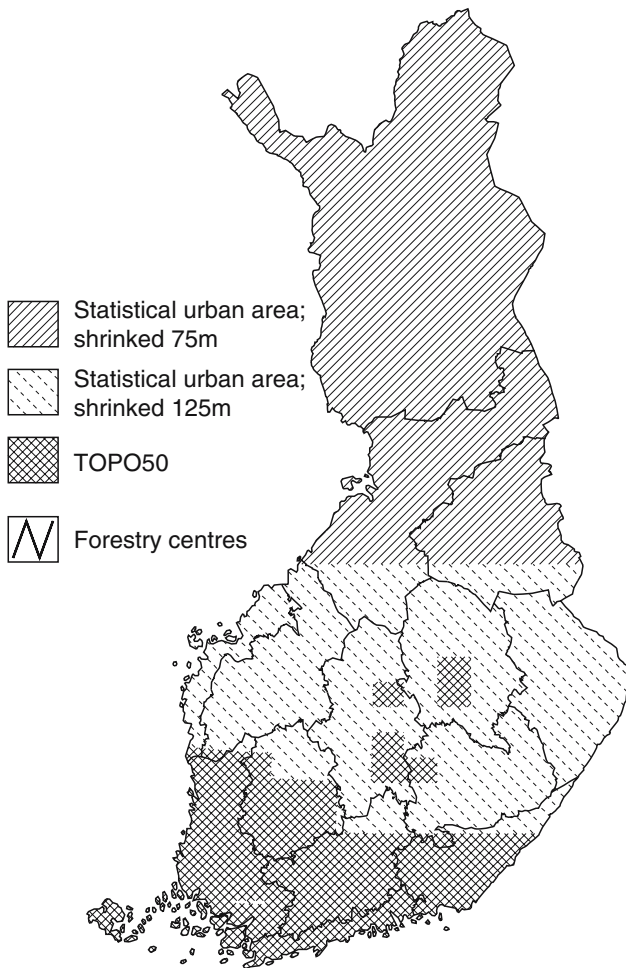 Statistical urban area;
shrinked 75m
Statistical urban area;
shrinked 125m
TOPO50
Forestry centres